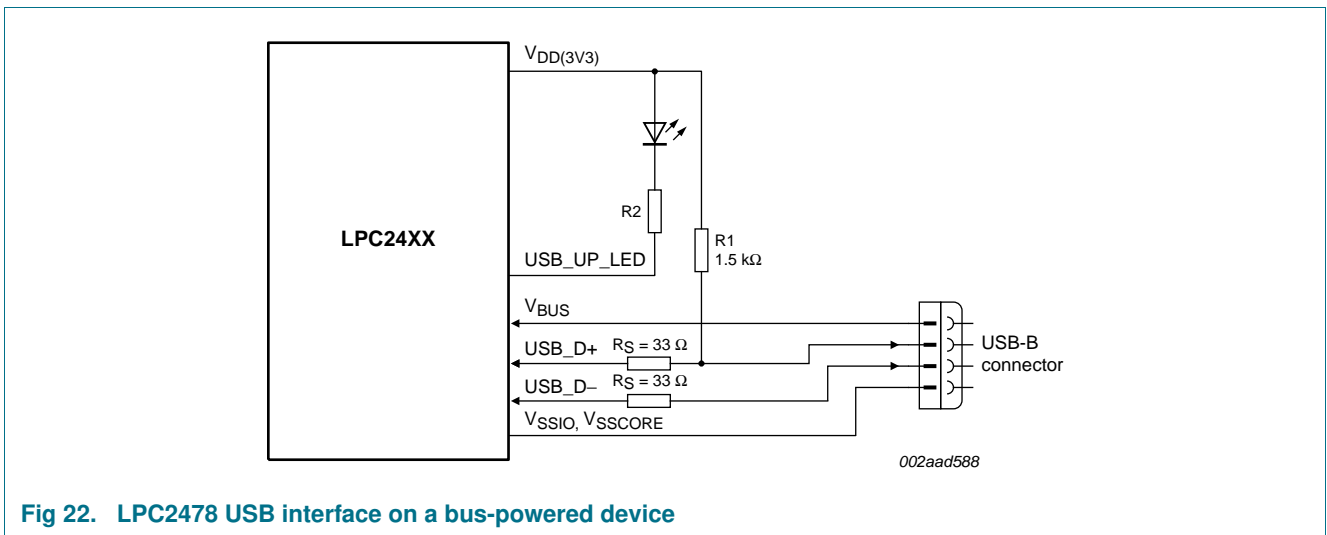 VDD(3V3)
R2
LPC24XX
R1
1.5 kΩ
USB_UP_LED
VBUS
USB_D+ RS = 33 Ω
USB-B
connector
USB_D− RS = 33 Ω
VSSIO, VSSCORE
002aad588
Fig 22. LPC2478 USB interface on a bus-powered device